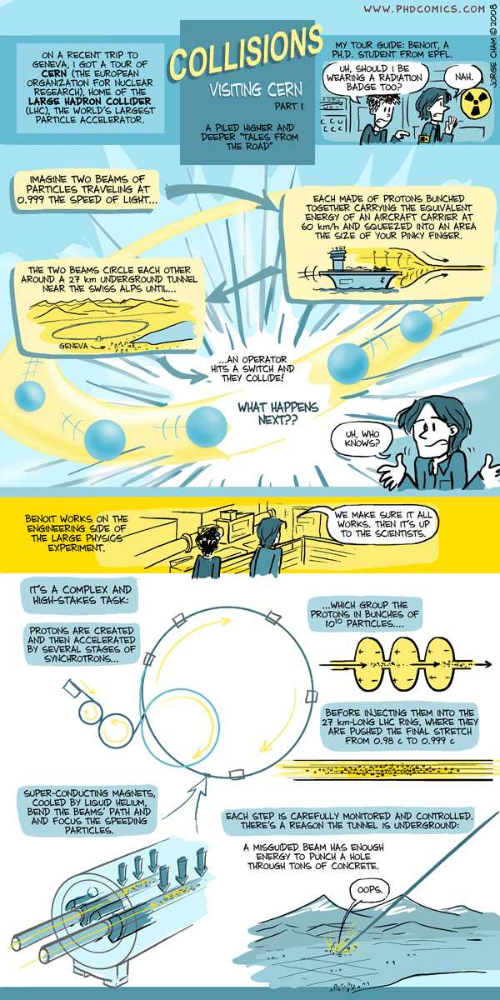 WWW.PHDCOMICS.COM
JORGE CHAM © 2008
ON A RECENT TRIP TO
GENEVA, I GOT A TOUR OF
CERN (THE EUROPEAN
ORGANIZATION FOR NUCLEAR
RESEARCH), HOME OF THE
LARGE HADRON COLLIDER
(LHC), THE WORLD'S LARGEST
PARTICLE ACCELERATOR.
COLLISIONS
VISITING CERN
PART 1
A PILED HIGHER AND
DEEPER "TALES FROM
THE ROAD"
MY TOUR GUIDE: BENOIT, A
PH.D. STUDENT FROM EPFL.
UH, SHOULD I BE
WEARING A RADIATION
BADGE TOO?
NAH.
IMAGINE TWO BEAMS OF
PARTICLES TRAVELING AT
0.999 THE SPEED OF LIGHT...
EACH MADE OF PROTONS BUNCHED
TOGETHER CARRYING THE EQUIVALENT
ENERGY OF AN AIRCRAFT CARRIER AT
60 km/h AND SQUEEZED INTO AN AREA
THE SIZE OF YOUR PINKY FINGER.
THE TWO BEAMS CIRCLE EACH OTHER
AROUND A 27 km UNDERGROUND TUNNEL
NEAR THE SWISS ALPS UNTIL...
GENEVA
...AN OPERATOR
HITS A SWITCH AND
THEY COLLIDE!
WHAT HAPPENS
NEXT??
UH, WHO
KNOWS?
BENOIT WORKS ON THE
ENGINEERING SIDE OF
THE LARGE PHYSICS
EXPERIMENT.
WE MAKE SURE IT ALL
WORKS. THEN IT'S UP
TO THE SCIENTISTS.
IT'S A COMPLEX AND
HIGH-STAKES TASK:
PROTONS ARE CREATED
AND THEN ACCELERATED
BY SEVERAL STAGES OF
SYNCHROTRONS...
...WHICH GROUP THE
PROTONS IN BUNCHES OF
10¹⁰ PARTICLES....
BEFORE INJECTING THEM INTO THE
27 km-LONG LHC RING, WHERE THEY
ARE PUSHED THE FINAL STRETCH
FROM 0.98 c TO 0.999 c
SUPER-CONDUCTING MAGNETS,
COOLED BY LIQUID HELIUM,
BEND THE BEAMS' PATH AND
AND FOCUS THE SPEEDING
PARTICLES.
EACH STEP IS CAREFULLY MONITORED AND CONTROLLED.
THERE'S A REASON THE TUNNEL IS UNDERGROUND:
A MISGUIDED BEAM HAS ENOUGH
ENERGY TO PUNCH A HOLE
THROUGH TONS OF CONCRETE.
OOPS.